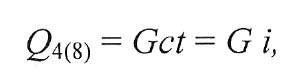 Q4(8) = Gct = G i,